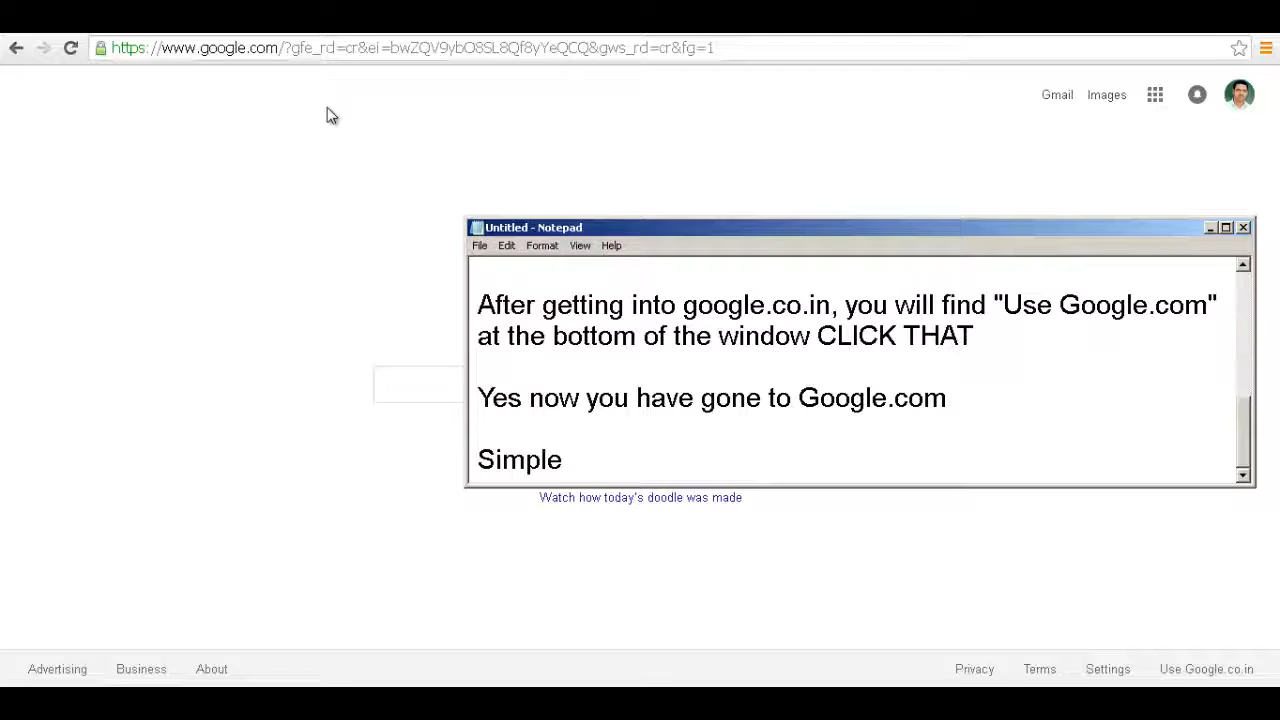 https://www.google.com/?gfe_rd=cr&ei=bwZQV9ybO8SL8Qf8yYeQCQ&gws_rd=cr&fg=1
Gmail Images
Untitled - Notepad
File Edit Format View Help
After getting into google.co.in, you will find "Use Google.com"
at the bottom of the window CLICK THAT
Yes now you have gone to Google.com
Simple
Watch how today's doodle was made
Advertising Business About Privacy Terms Settings Use Google.co.in